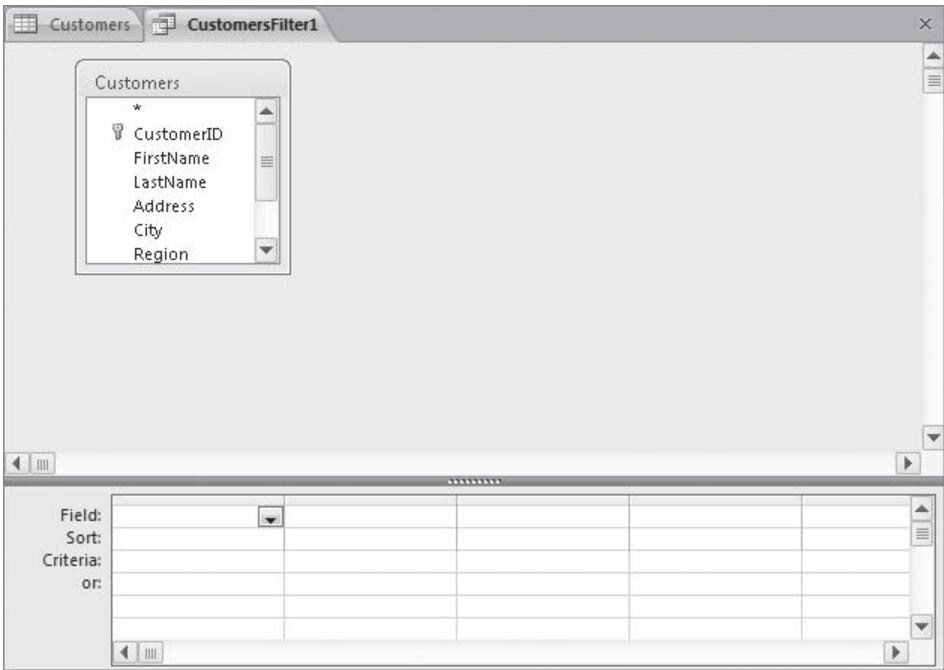 Customers CustomersFilter1
Customers
*
CustomerID
FirstName
LastName
Address
City
Region
Field:
Sort:
Criteria:
or: